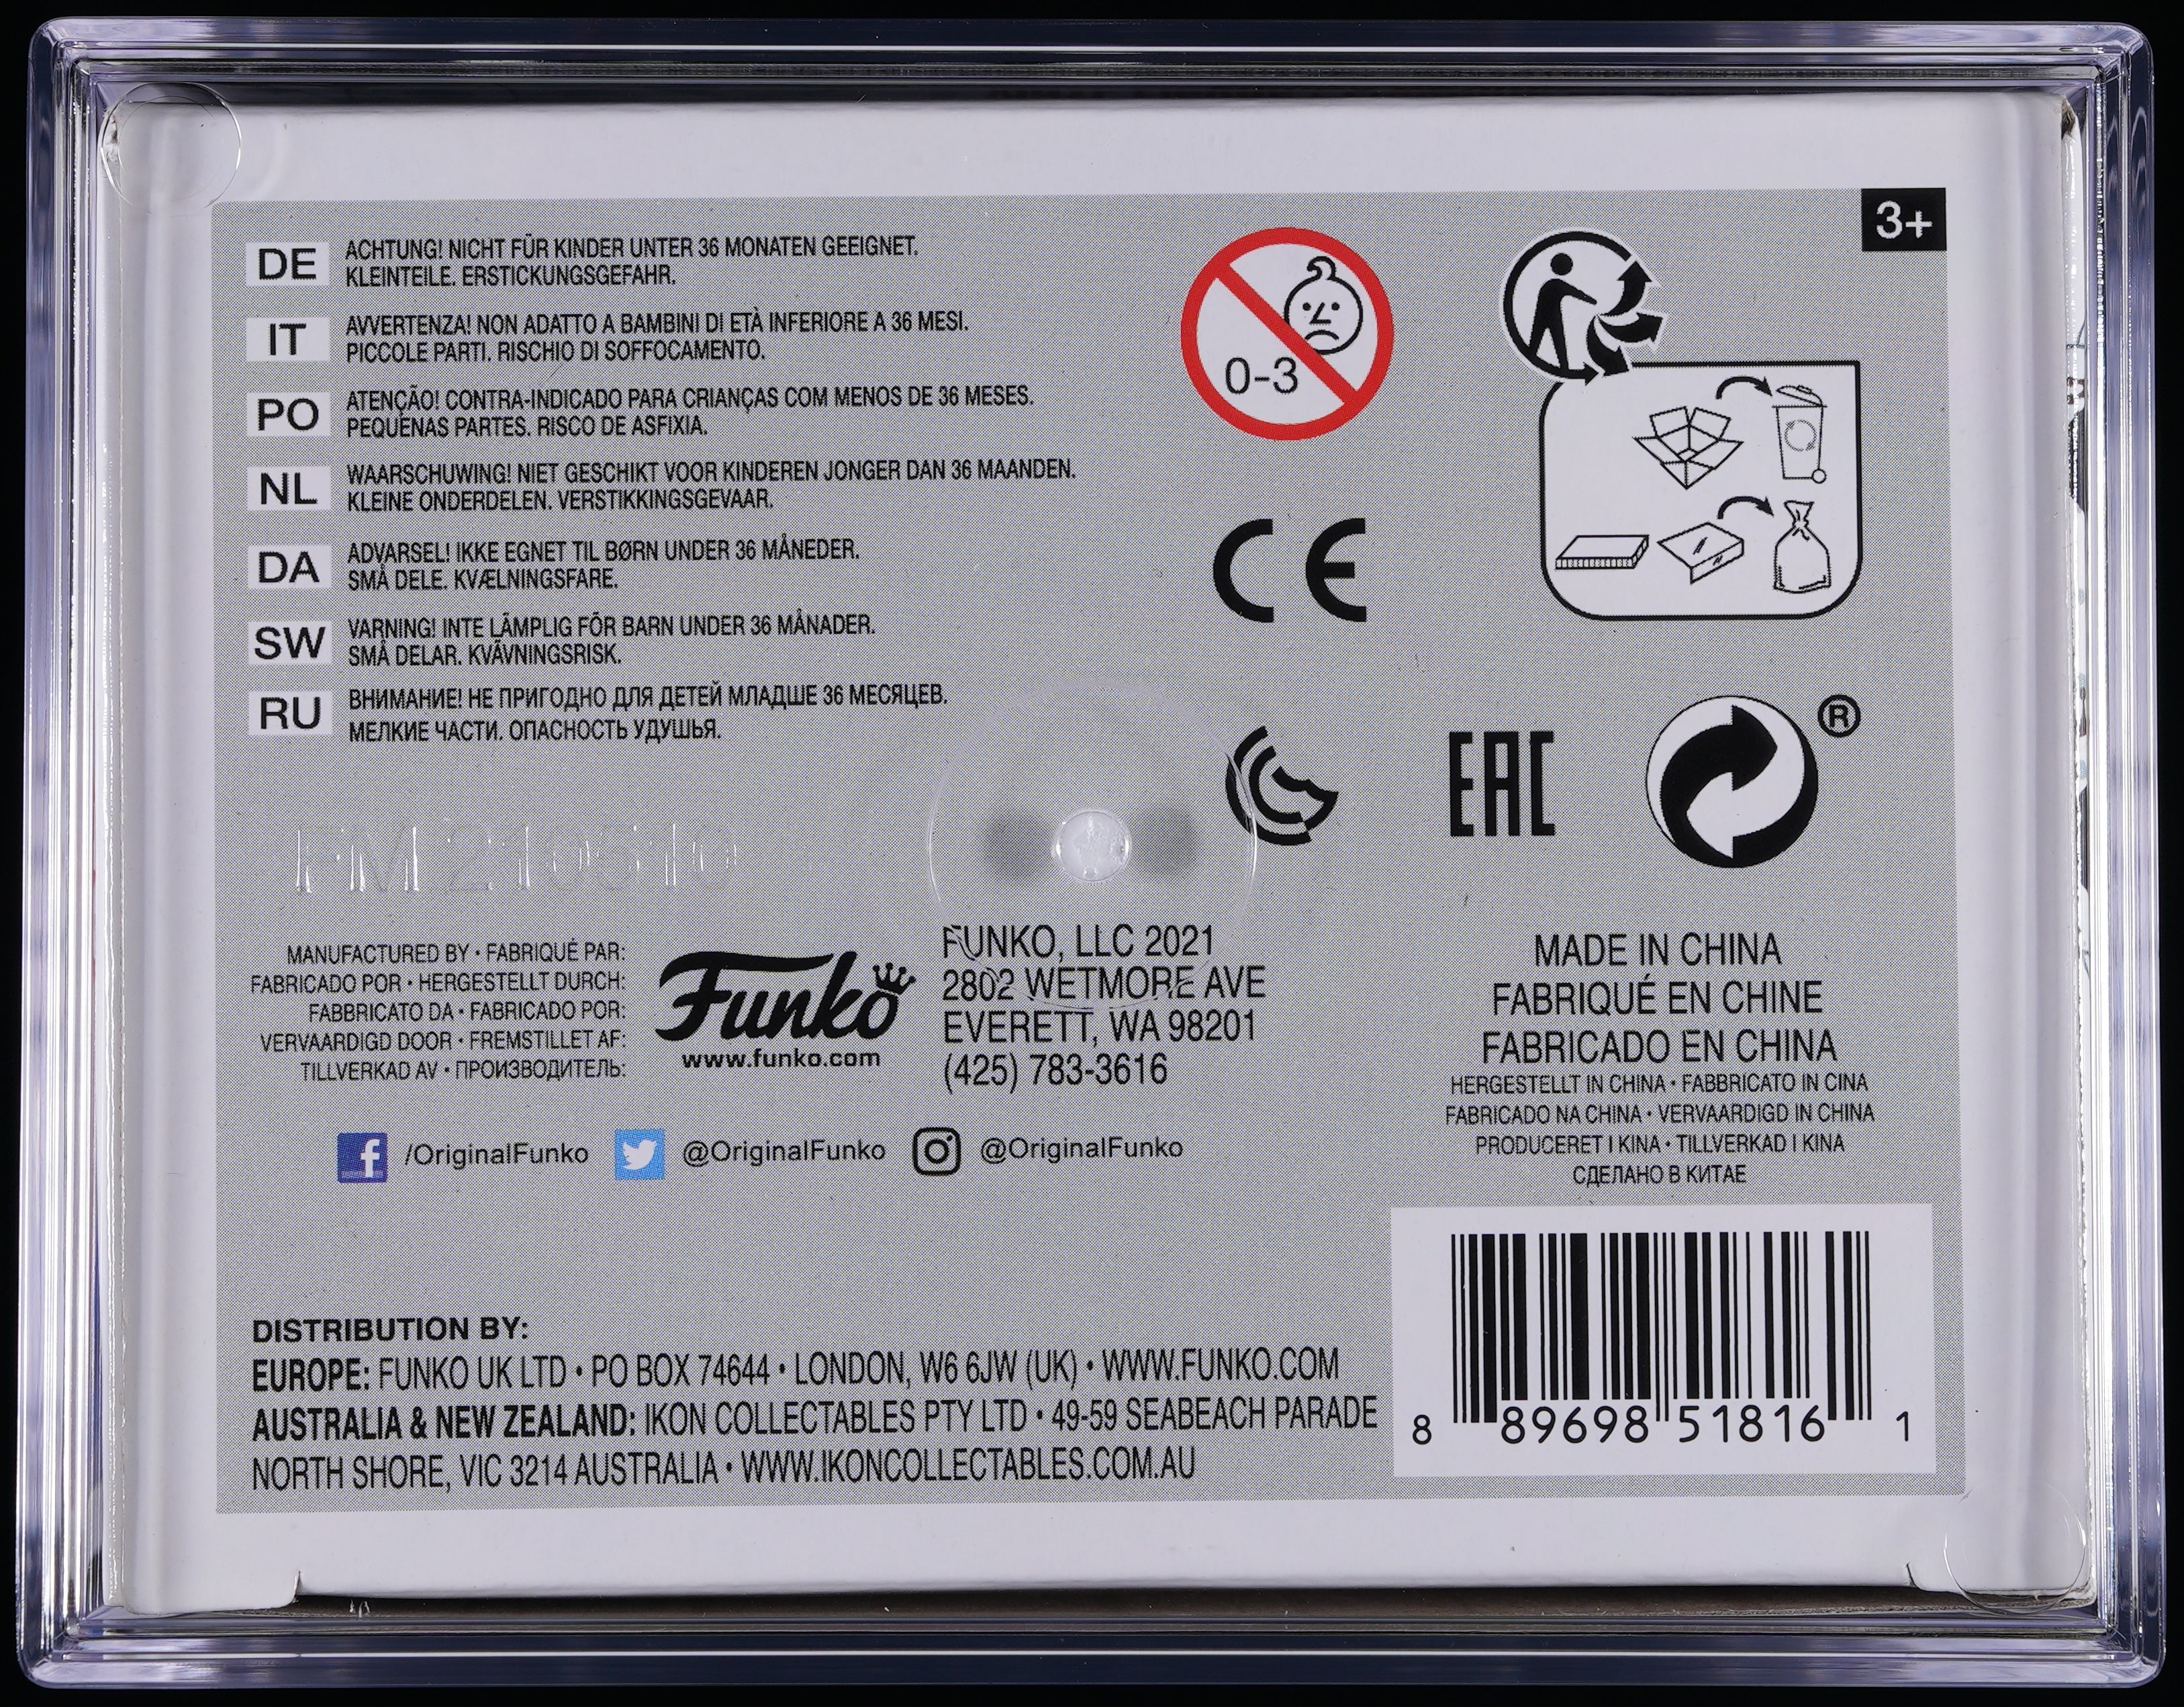 3+
DE ACHTUNG! NICHT FÜR KINDER UNTER 36 MONATEN GEEIGNET.
KLEINTEILE. ERSTICKUNGSGEFAHR.
IT AVVERTENZA! NON ADATTO A BAMBINI DI ETÀ INFERIORE A 36 MESI.
PICCOLE PARTI. RISCHIO DI SOFFOCAMENTO.
PO ATENÇÃO! CONTRA-INDICADO PARA CRIANÇAS COM MENOS DE 36 MESES.
PEQUENAS PARTES. RISCO DE ASFIXIA.
NL WAARSCHUWING! NIET GESCHIKT VOOR KINDEREN JONGER DAN 36 MAANDEN.
KLEINE ONDERDELEN. VERSTIKKINGSGEVAAR.
DA ADVARSEL! IKKE EGNET TIL BØRN UNDER 36 MÅNEDER.
SMÅ DELE. KVÆLNINGSFARE.
SW VARNING! INTE LÄMPLIG FÖR BARN UNDER 36 MÅNADER.
SMÅ DELAR. KVÄVNINGSRISK.
RU ВНИМАНИЕ! НЕ ПРИГОДНО ДЛЯ ДЕТЕЙ МЛАДШЕ 36 МЕСЯЦЕВ.
МЕЛКИЕ ЧАСТИ. ОПАСНОСТЬ УДУШЬЯ.
0-3
CE
EAC
®
FM 210510
MANUFACTURED BY • FABRIQUÉ PAR:
FABRICADO POR • HERGESTELLT DURCH:
FABBRICATO DA • FABRICADO POR:
VERVAARDIGD DOOR • FREMSTILLET AF:
TILLVERKAD AV • ПРОИЗВОДИТЕЛЬ:
Funko
www.funko.com
FUNKO, LLC 2021
2802 WETMORE AVE
EVERETT, WA 98201
(425) 783-3616
MADE IN CHINA
FABRIQUÉ EN CHINE
FABRICADO EN CHINA
HERGESTELLT IN CHINA • FABBRICATO IN CINA
FABRICADO NA CHINA • VERVAARDIGD IN CHINA
PRODUCERET I KINA • TILLVERKAD I KINA
СДЕЛАНО В КИТАЕ
/OriginalFunko @OriginalFunko @OriginalFunko
DISTRIBUTION BY:
EUROPE: FUNKO UK LTD • PO BOX 74644 • LONDON, W6 6JW (UK) • WWW.FUNKO.COM
AUSTRALIA & NEW ZEALAND: IKON COLLECTABLES PTY LTD • 49-59 SEABEACH PARADE
NORTH SHORE, VIC 3214 AUSTRALIA • WWW.IKONCOLLECTABLES.COM.AU
8 89698 51816 1